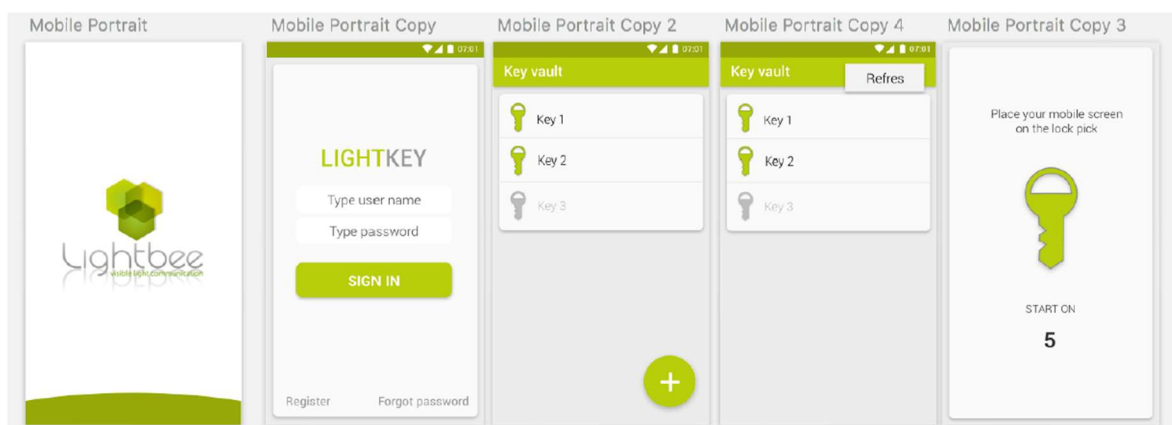 Mobile Portrait
Lightbee
visible light communication
Mobile Portrait Copy
07:01
LIGHTKEY
Type user name
Type password
SIGN IN
Register Forgot password
Mobile Portrait Copy 2
07:01
Key vault
Key 1
Key 2
Key 3
Mobile Portrait Copy 4
07:01
Key vault
Refres
Key 1
Key 2
Key 3
Mobile Portrait Copy 3
Place your mobile screen
on the lock pick
START ON
5